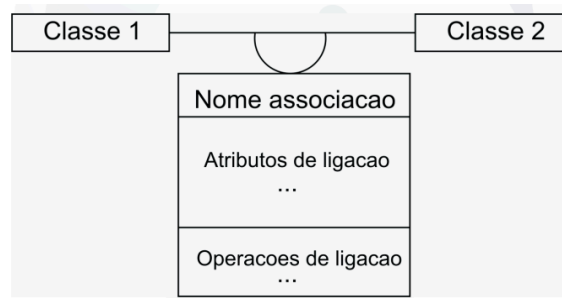 Classe 1
Classe 2
Nome associacao
Atributos de ligacao
...
Operacoes de ligacao
...